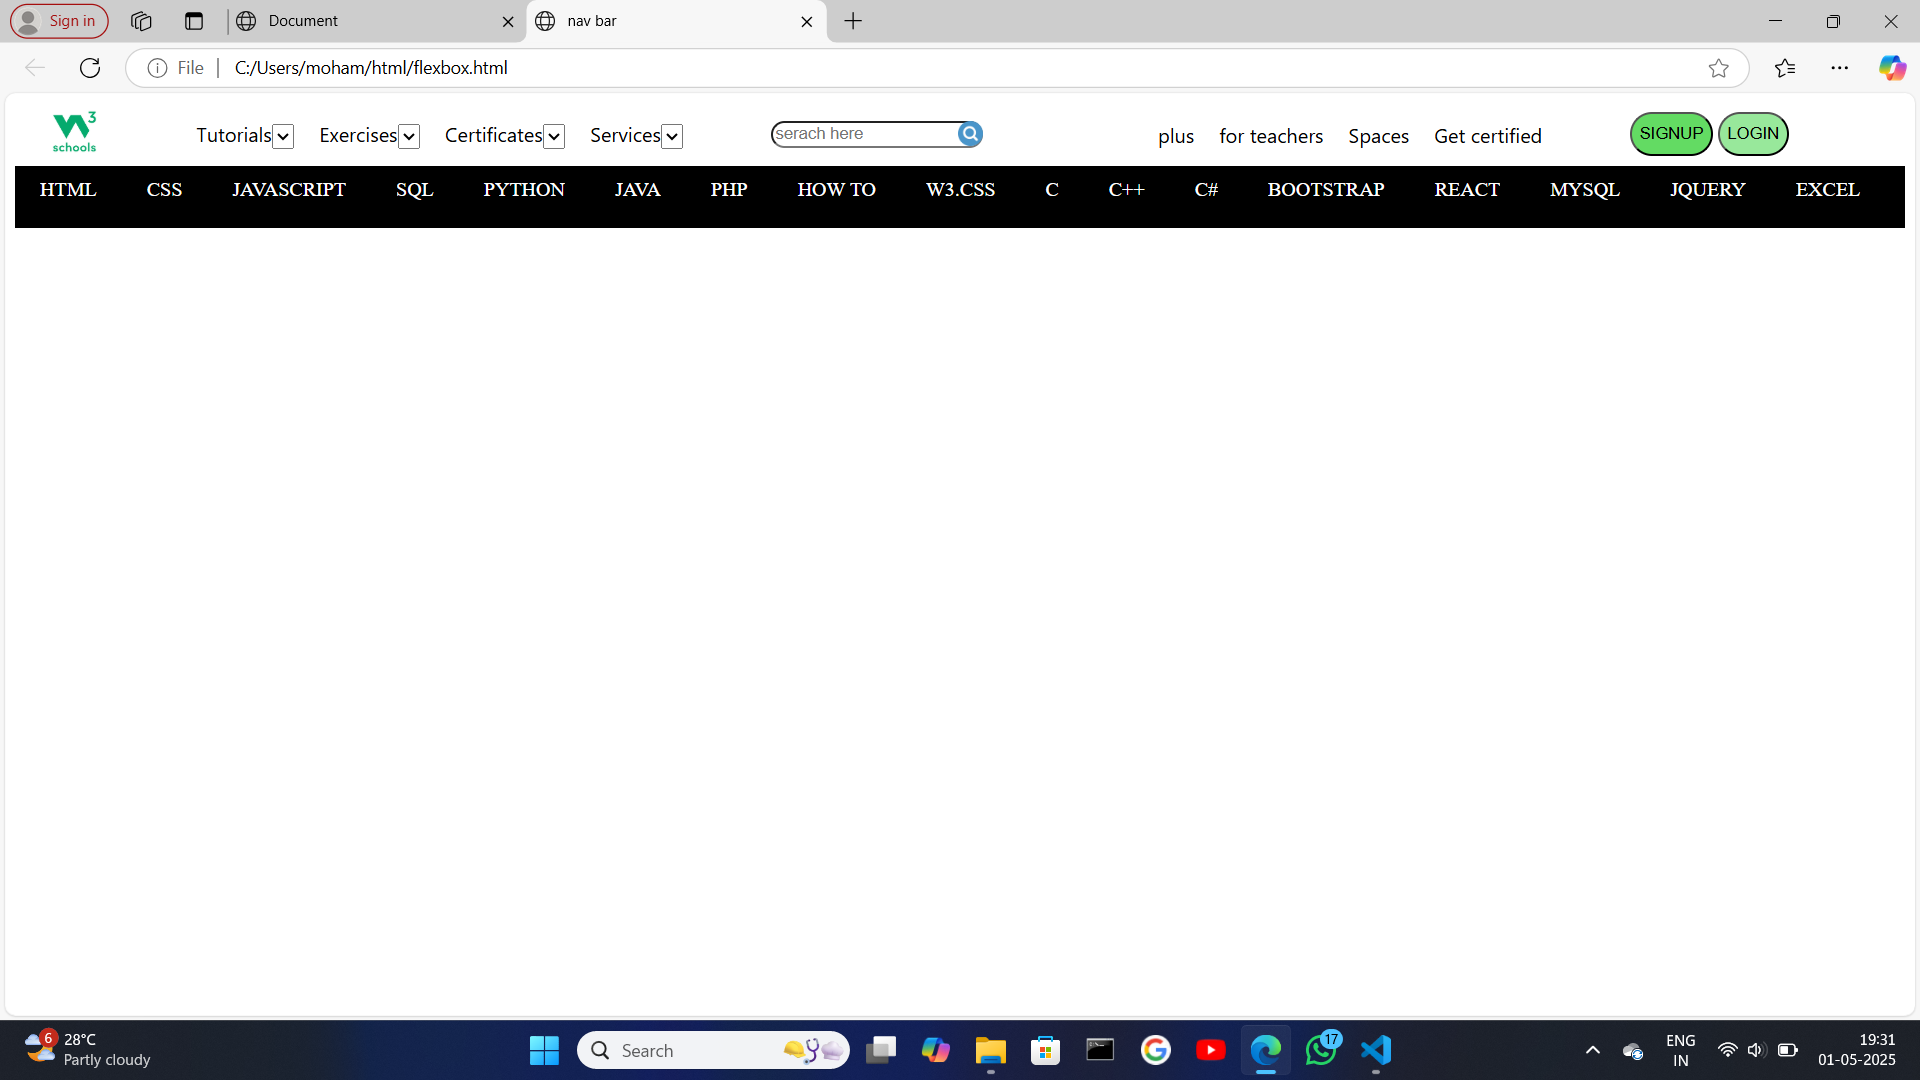 Sign in
Document
nav bar
File
C:/Users/moham/html/flexbox.html
3
schools
Tutorials
Exercises
Certificates
Services
serach here
plus
for teachers
Spaces
Get certified
SIGNUP
LOGIN
HTML CSS JAVASCRIPT SQL PYTHON JAVA PHP HOW TO W3.CSS C C++ C# BOOTSTRAP REACT MYSQL JQUERY EXCEL
6
28°C
Partly cloudy
Search
17
ENG
IN
19:31
01-05-2025